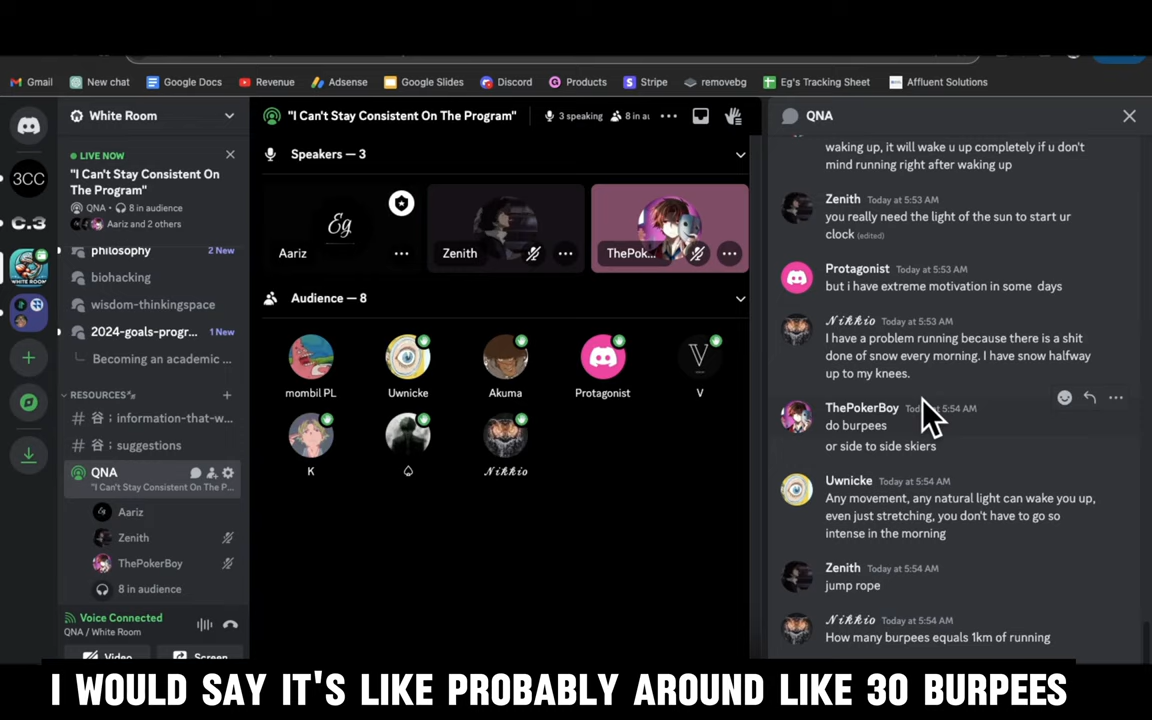 Gmail New chat Google Docs Revenue Adsense Google Slides Discord Products Stripe removebg Eg's Tracking Sheet Affluent Solutions
White Room
LIVE NOW
"I Can't Stay Consistent On The
Program"
QNA • 8 in audience
Aariz and 2 others
philosophy 2 New
biohacking
wisdom-thinkingspace
2024-goals-progr... 1 New
Becoming an academic ...
RESOURCES
谷；information-that-w...
谷；suggestions
QNA
"I Can't Stay Consistent On The P...
Aariz
Zenith
ThePokerBoy
8 in audience
Voice Connected
QNA / White Room
Video Screen
3CC
C.3
WHITE ROOM
"I Can't Stay Consistent On The Program" 3 speaking 8 in au
Speakers — 3
Eg
Aariz
Zenith
ThePok...
Audience — 8
mombil PL
Uwnicke
Akuma
Protagonist
V
V
K
♤
𝓝𝓲𝓴𝓴𝓲𝓸
QNA
waking up, it will wake u up completely if u don't
mind running right after waking up
Zenith Today at 5:53 AM
you really need the light of the sun to start ur
clock (edited)
Protagonist Today at 5:53 AM
but i have extreme motivation in some days
𝓝𝓲𝓴𝓴𝓲𝓸 Today at 5:53 AM
I have a problem running because there is a shit
done of snow every morning. I have snow halfway
up to my knees.
ThePokerBoy Today at 5:54 AM
do burpees
or side to side skiers
Uwnicke Today at 5:54 AM
Any movement, any natural light can wake you up,
even just stretching, you don't have to go so
intense in the morning
Zenith Today at 5:54 AM
jump rope
𝓝𝓲𝓴𝓴𝓲𝓸 Today at 5:54 AM
How many burpees equals 1km of running
I WOULD SAY IT'S LIKE PROBABLY AROUND LIKE 30 BURPEES